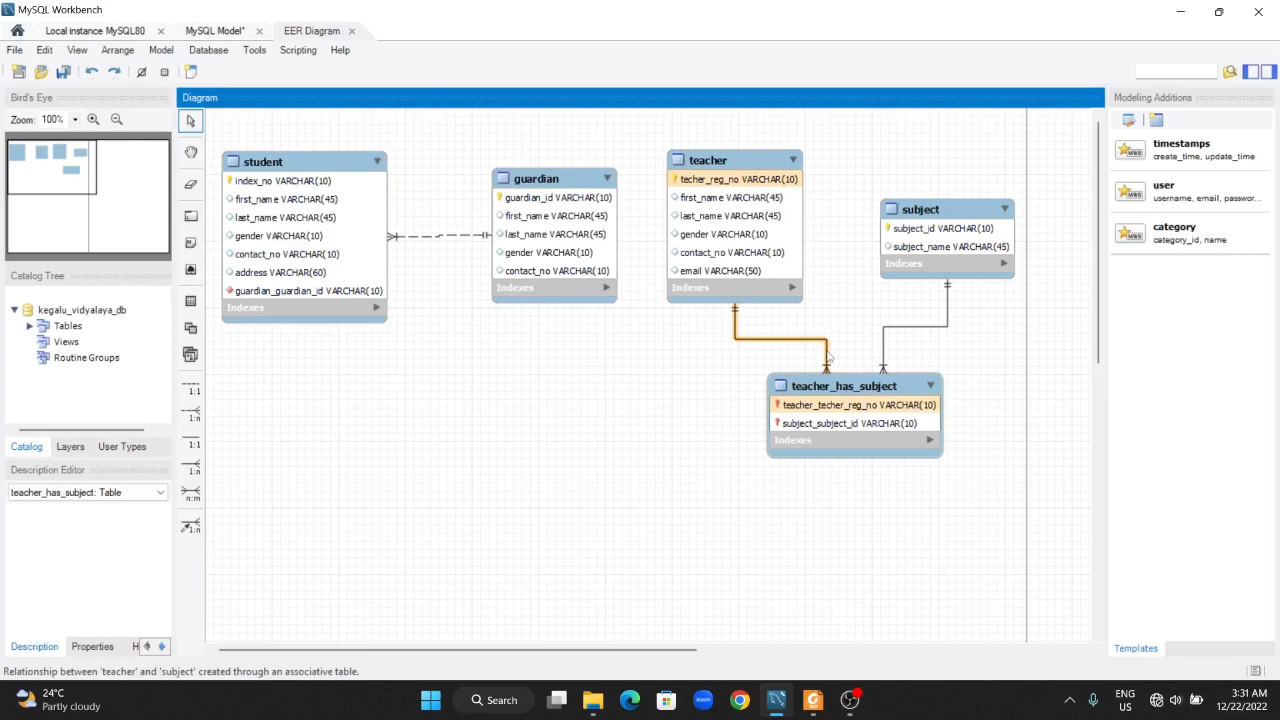 MySQL Workbench
Local instance MySQL80
MySQL Model*
EER Diagram
File Edit View Arrange Model Database Tools Scripting Help
Bird's Eye
Zoom: 100%
Diagram
Modeling Additions
timestamps
create_time, update_time
user
username, email, passwor...
category
category_id, name
student
index_no VARCHAR(10)
first_name VARCHAR(45)
last_name VARCHAR(45)
gender VARCHAR(10)
contact_no VARCHAR(10)
address VARCHAR(60)
guardian_guardian_id VARCHAR(10)
Indexes
guardian
guardian_id VARCHAR(10)
first_name VARCHAR(45)
last_name VARCHAR(45)
gender VARCHAR(10)
contact_no VARCHAR(10)
Indexes
teacher
techer_reg_no VARCHAR(10)
first_name VARCHAR(45)
last_name VARCHAR(45)
gender VARCHAR(10)
contact_no VARCHAR(10)
email VARCHAR(50)
Indexes
subject
subject_id VARCHAR(10)
subject_name VARCHAR(45)
Indexes
teacher_has_subject
teacher_techer_reg_no VARCHAR(10)
subject_subject_id VARCHAR(10)
Indexes
Catalog Tree
kegalu_vidyalaya_db
Tables
Views
Routine Groups
1:1
1:n
1:1
1:n
n:m
1:n
Catalog Layers User Types
Description Editor
teacher_has_subject: Table
Description Properties H
Templates
Relationship between 'teacher' and 'subject' created through an associative table.
24°C
Partly cloudy
Search
zoom
ENG
US
3:31 AM
12/22/2022